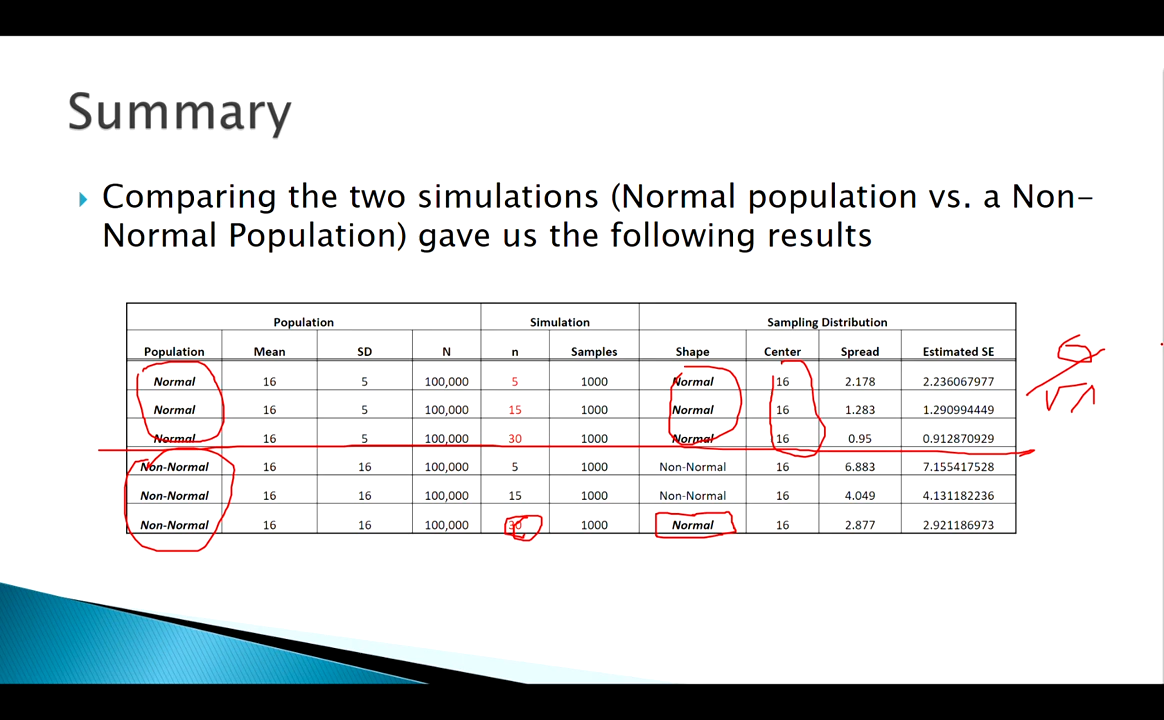 Summary
Comparing the two simulations (Normal population vs. a Non-
Normal Population) gave us the following results
Population Simulation Sampling Distribution
Population Mean SD N n Samples Shape Center Spread Estimated SE
Normal 16 5 100,000 5 1000 Normal 16 2.178 2.236067977
Normal 16 5 100,000 15 1000 Normal 16 1.283 1.290994449
Normal 16 5 100,000 30 1000 Normal 16 0.95 0.912870929
Non-Normal 16 16 100,000 5 1000 Non-Normal 16 6.883 7.155417528
Non-Normal 16 16 100,000 15 1000 Non-Normal 16 4.049 4.131182236
Non-Normal 16 16 100,000 30 1000 Normal 16 2.877 2.921186973